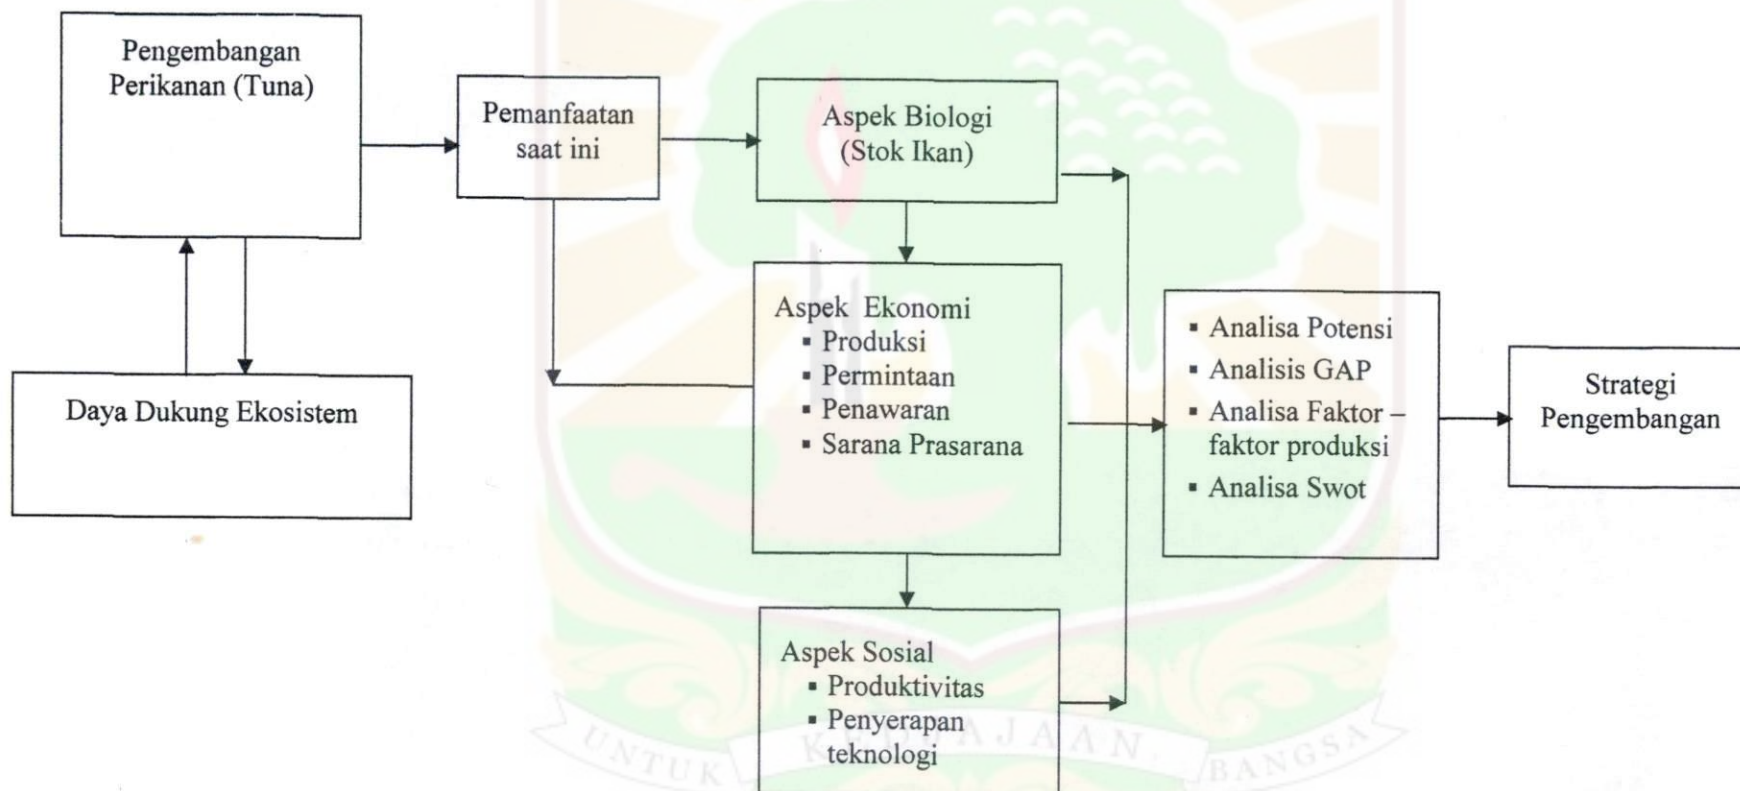 Pengembangan
Perikanan (Tuna)
Pemanfaatan
saat ini
Aspek Biologi
(Stok Ikan)
Daya Dukung Ekosistem
Aspek Ekonomi
▪ Produksi
▪ Permintaan
▪ Penawaran
▪ Sarana Prasarana
▪ Analisa Potensi
▪ Analisis GAP
▪ Analisa Faktor –
faktor produksi
▪ Analisa Swot
Strategi
Pengembangan
Aspek Sosial
▪ Produktivitas
▪ Penyerapan
teknologi
UNTUK KEDJAJAAN BANGSA